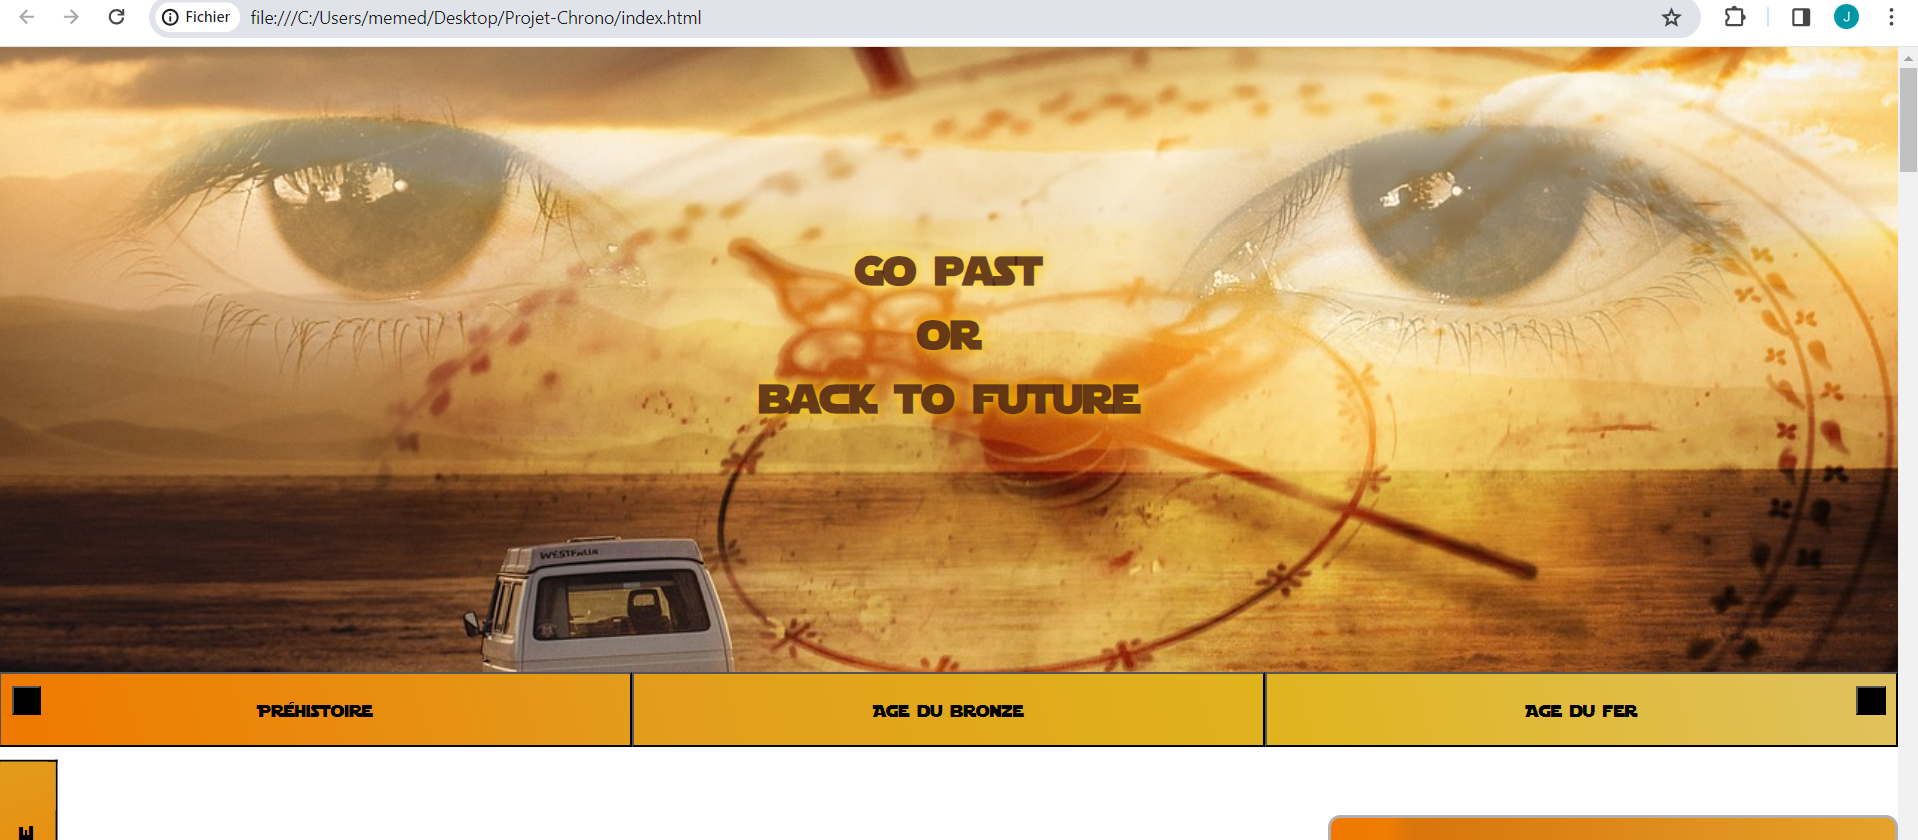 Fichier file:///C:/Users/memed/Desktop/Projet-Chrono/index.html
J
GO PAST
OR
BACK TO FUTURE
WESTFALIA
PRÉHISTOIRE
AGE DU BRONZE
AGE DU FER
E